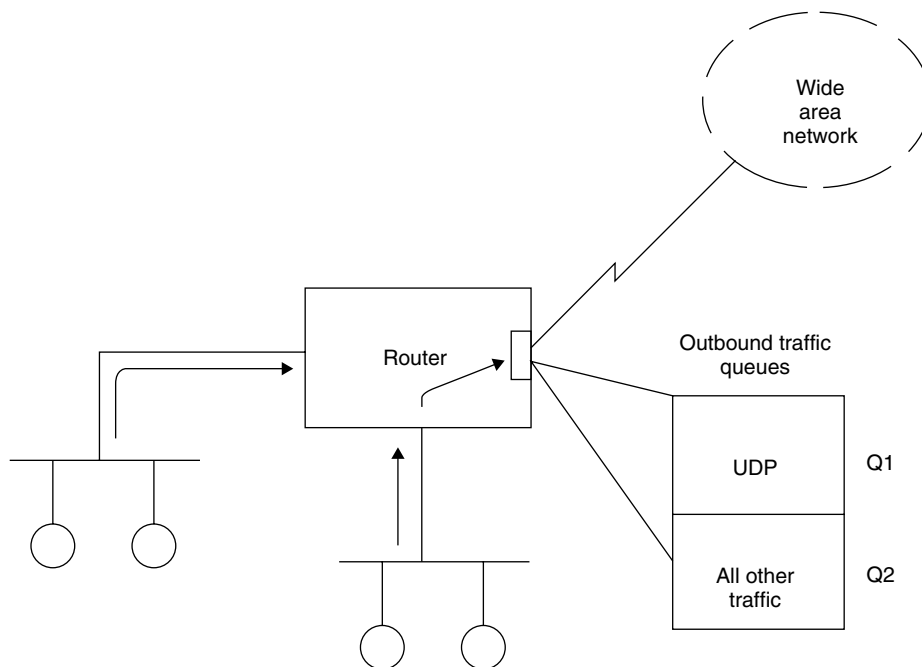 Wide
area
network
Router
Outbound traffic
queues
UDP
Q1
All other
traffic
Q2